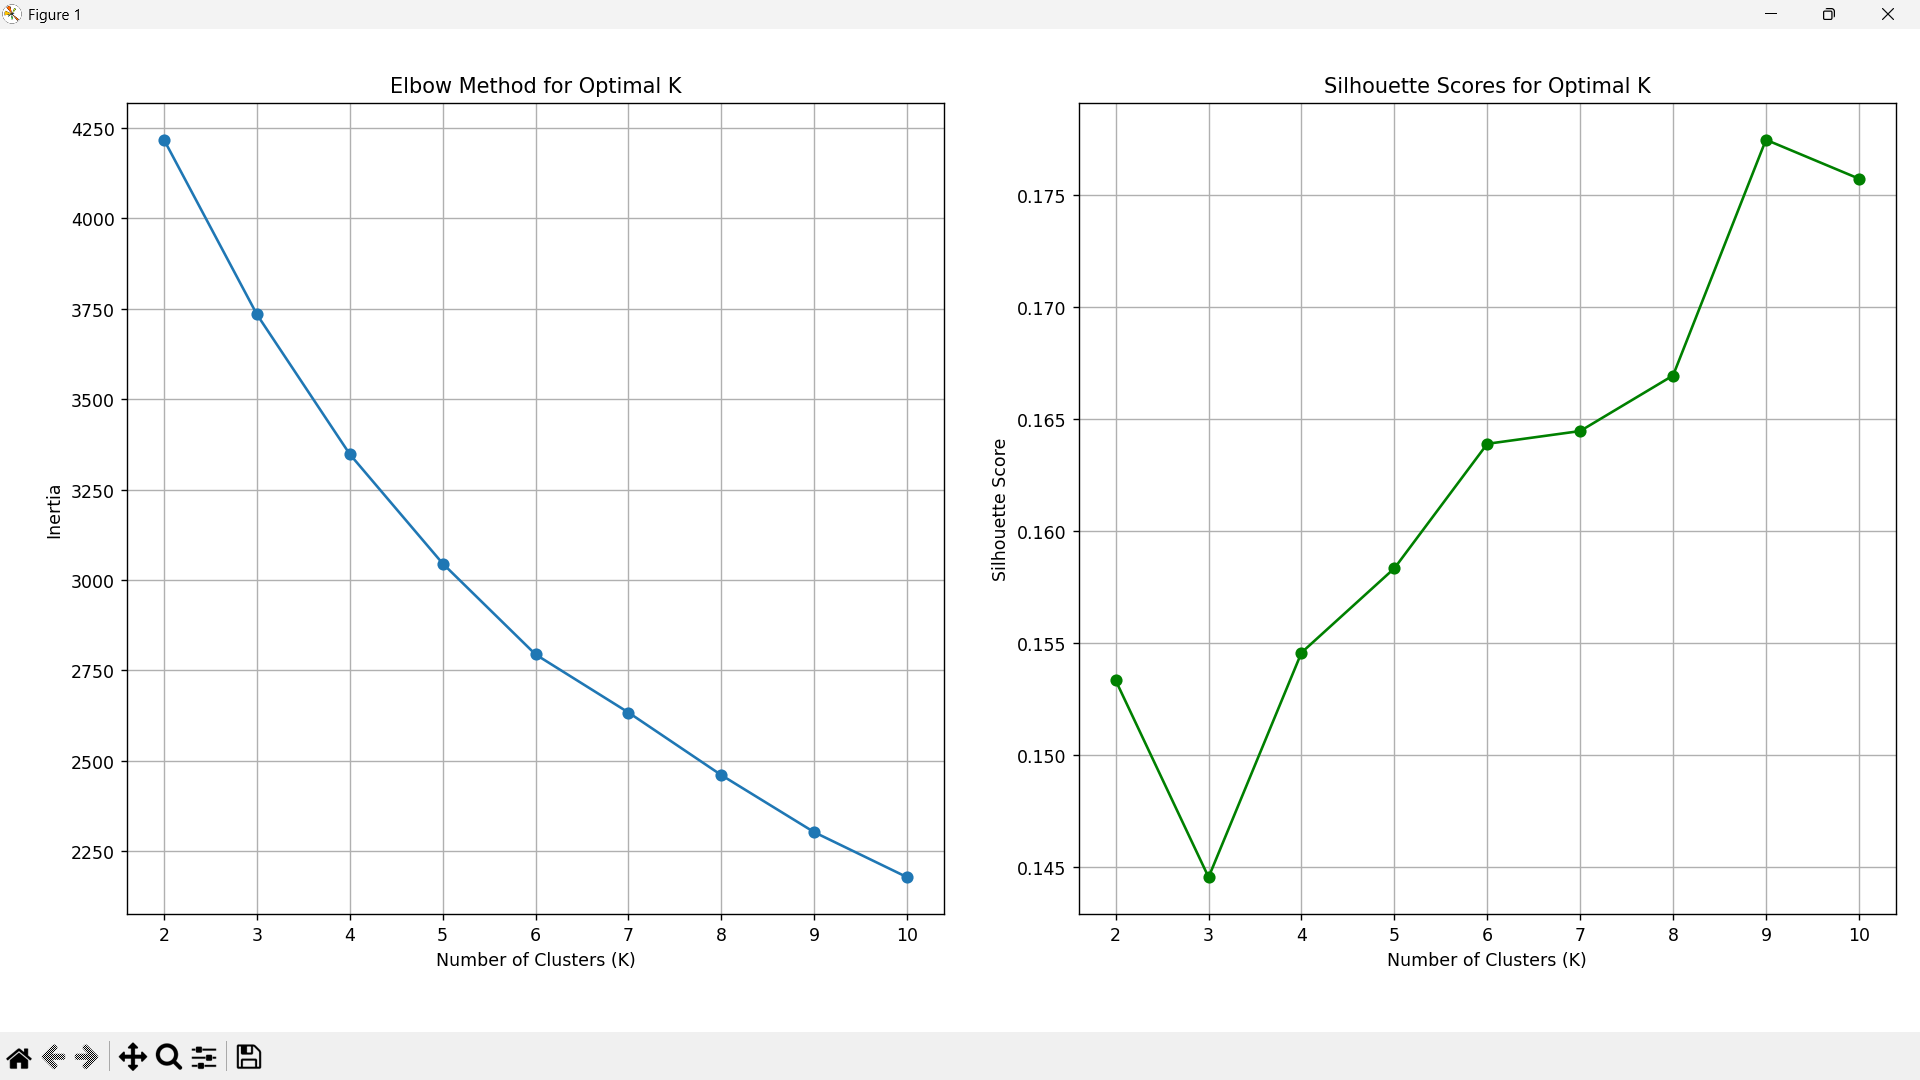 Figure 1
Elbow Method for Optimal K
4250
4000
3750
3500
3250
3000
2750
2500
2250
Inertia
2 3 4 5 6 7 8 9 10
Number of Clusters (K)
Silhouette Scores for Optimal K
0.175
0.170
0.165
0.160
0.155
0.150
0.145
Silhouette Score
2 3 4 5 6 7 8 9 10
Number of Clusters (K)